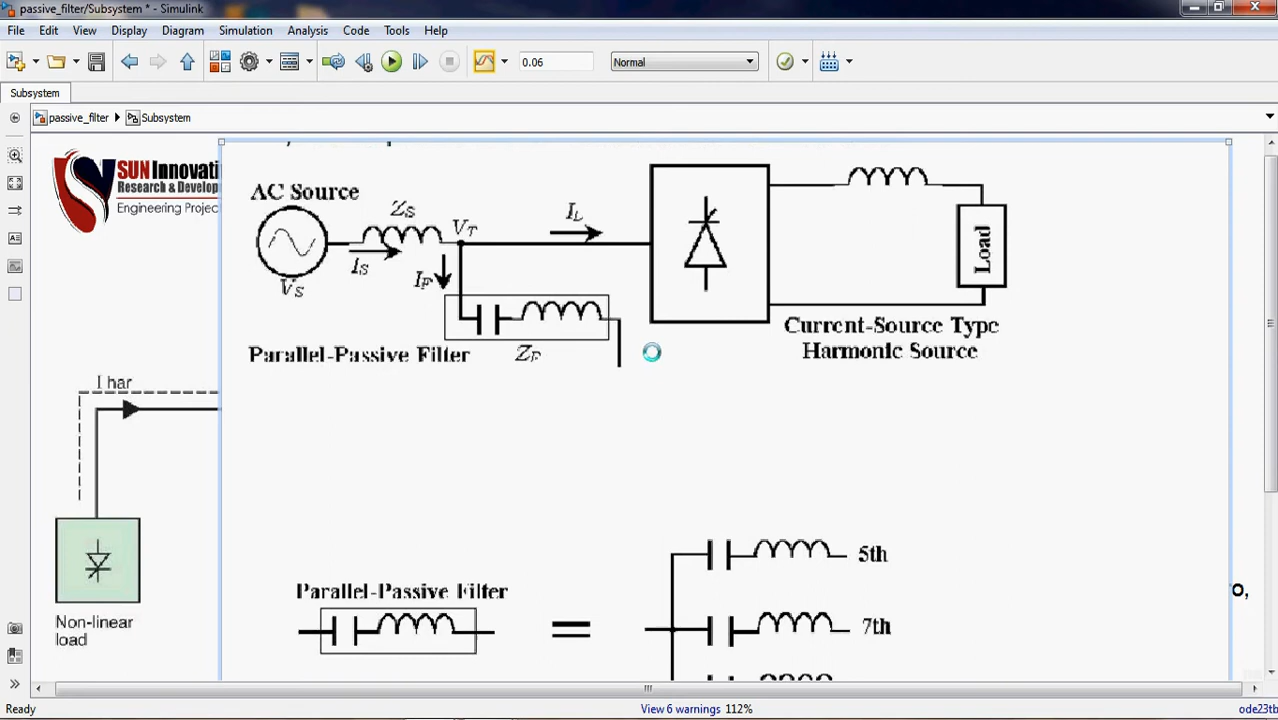 passive_filter/Subsystem * - Simulink
File Edit View Display Diagram Simulation Analysis Code Tools Help
0.06
Normal
Subsystem
passive_filter Subsystem
SUN Innovati
Research & Develop
Engineering Projec
AC Source
ZS
VT
IL
IS
IF
VS
Load
Parallel-Passive Filter
ZF
Current-Source Type
Harmonic Source
I har
5th
Parallel-Passive Filter
=
7th
o,
Non-linear
load
Ready
View 6 warnings
112%
ode23tb